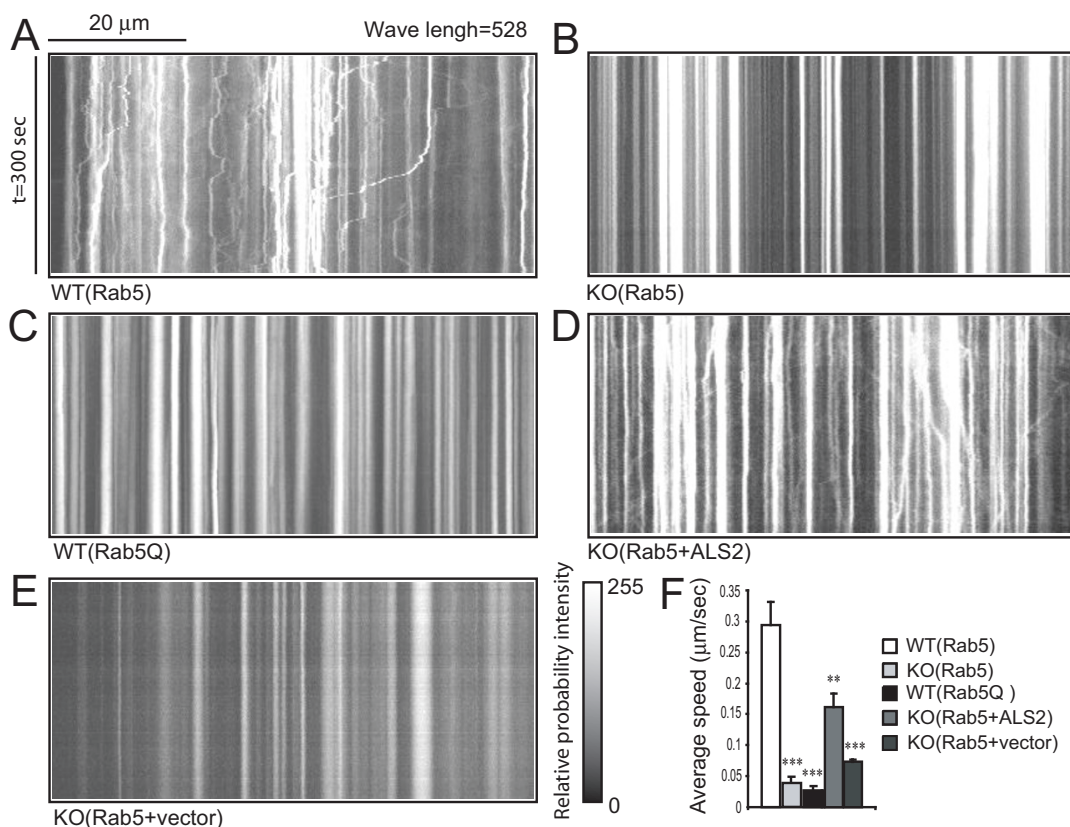 A
20 μm
Wave lengh=528
t=300 sec
WT(Rab5)
B
KO(Rab5)
C
WT(Rab5Q)
D
KO(Rab5+ALS2)
E
KO(Rab5+vector)
Relative probability intensity
255
0
F
Average speed (μm/sec)
0.35
0.3
0.25
0.2
0.15
0.1
0.05
0
***
***
**
***
WT(Rab5)
KO(Rab5)
WT(Rab5Q )
KO(Rab5+ALS2)
KO(Rab5+vector)